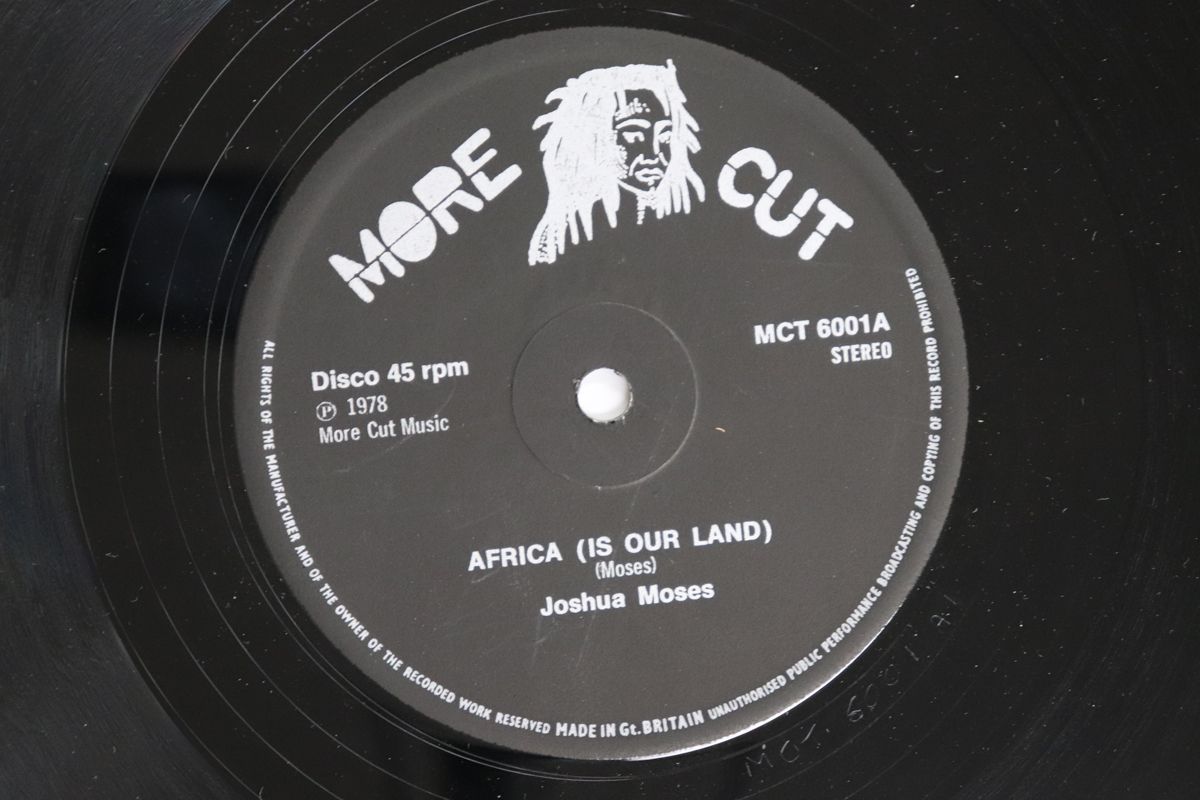 MORE CUT
MCT 6001A
STEREO
Disco 45 rpm
Ⓟ 1978
More Cut Music
AFRICA (IS OUR LAND)
(Moses)
Joshua Moses
ALL RIGHTS OF THE MANUFACTURER AND OF THE OWNER OF THE RECORDED WORK RESERVED MADE IN Gt. BRITAIN UNAUTHORISED PUBLIC PERFORMANCE BROADCASTING AND COPYING OF THIS RECORD PROHIBITED